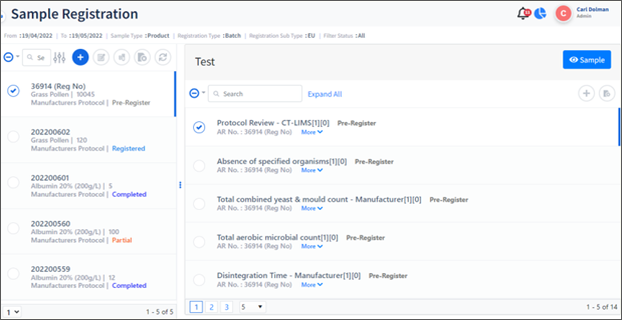 Sample Registration
Carl Dolman
Admin
From :19/04/2022 | To :19/05/2022 | Sample Type :Product | Registration Type :Batch | Registration Sub Type :EU | Filter Status :All
Se
Test
Sample
Search
Expand All
36914 (Reg No)
Grass Pollen | 10045
Manufacturers Protocol | Pre-Register
202200602
Grass Pollen | 120
Manufacturers Protocol | Registered
202200601
Albumin 20% (200g/L) | 5
Manufacturers Protocol | Completed
202200560
Albumin 20% (200g/L) | 100
Manufacturers Protocol | Partial
202200559
Albumin 20% (200g/L) | 12
Manufacturers Protocol | Completed
1
1 - 5 of 5
Protocol Review - CT-LIMS[1][0] Pre-Register
AR No. : 36914 (Reg No) More
Absence of specified organisms[1][0] Pre-Register
AR No. : 36914 (Reg No) More
Total combined yeast & mould count - Manufacturer[1][0] Pre-Register
AR No. : 36914 (Reg No) More
Total aerobic microbial count[1][0] Pre-Register
AR No. : 36914 (Reg No) More
Disintegration Time - Manufacturer[1][0] Pre-Register
AR No. : 36914 (Reg No) More
1 2 3 5
1 - 5 of 14